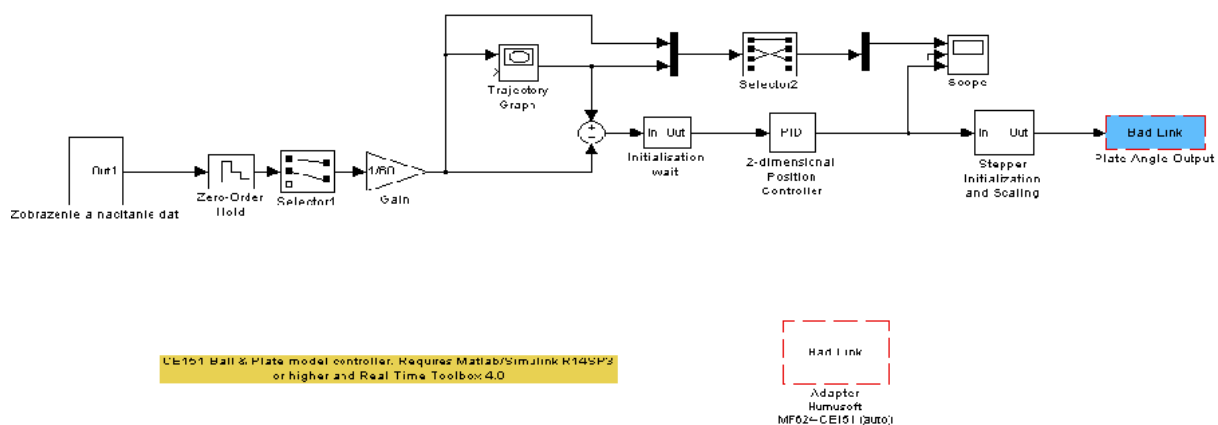 Selector2
Scope
Trajectory
Graph
In Out
Initialisation
wait
PID
2-dimensional
Position
Controller
In Out
Stepper
Initialization
and Scaling
Bad Link
Plate Angle Output
Out1
Zobrazenie a nacitanie dat
Zero-Order
Hold
Selector1
1/60
Gain
CE151 Ball & Plate model controller. Requires Matlab/Simulink R14SP3
or higher and Real Time Toolbox 4.0
Bad Link
Adapter
Humusoft
MF624-CE151 (auto)